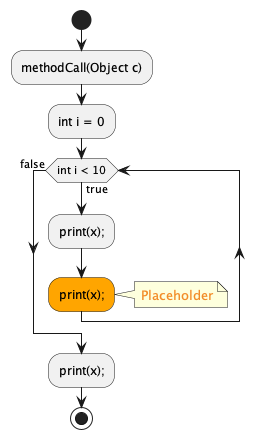 methodCall(Object c)
int i = 0
false
int i < 10
true
print(x);
print(x);
Placeholder
print(x);